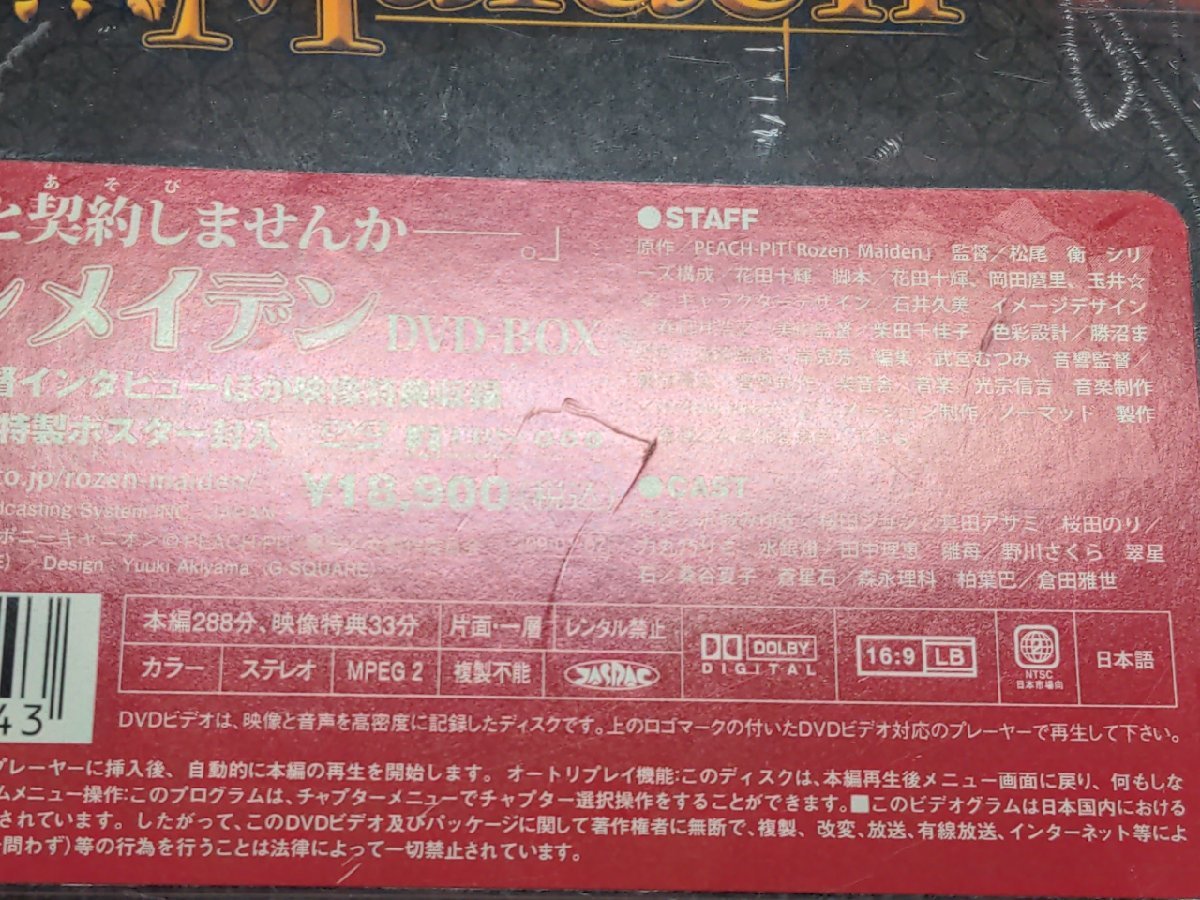 Maiden
あそび
と契約しませんか——。」
ンメイデン DVD-BOX
督インタビューほか映像特典収録
特製ポスター封入
co.jp/rozen-maiden/
¥18,900(税込)
dcasting System,INC. JAPAN
ポニーキャニオン ©PEACH-PIT
/ Design : Yuuki Akiyama (G SQUARE)
43
●STAFF
原作/PEACH-PIT「Rozen Maiden」 監督/松尾 衡 シリ
ーズ構成/花田十輝 脚本/花田十輝、岡田麿里、玉井☆
キャラクターデザイン/石井久美 イメージデザイン
柴田千佳子 色彩設計/勝沼ま
編集/武宮むつみ 音響監督/
音楽/光宗信吉 音楽制作
制作/ノーマッド 製作
●CAST
真田アサミ 桜田のり/
水銀燈/田中理恵 雛苺/野川さくら 翠星
石/桑谷夏子 蒼星石/森永理科 柏葉巴/倉田雅世
本編288分、映像特典33分 片面・一層 レンタル禁止
カラー ステレオ MPEG 2 複製不能 JASRAC
DOLBY DIGITAL
16:9 LB
2 NTSC 日本市場向
日本語
DVDビデオは、映像と音声を高密度に記録したディスクです。上のロゴマークの付いたDVDビデオ対応のプレーヤーで再生して下さい。
プレーヤーに挿入後、自動的に本編の再生を開始します。 オートリプレイ機能:このディスクは、本編再生後メニュー画面に戻り、何もしな
ムメニュー操作:このプログラムは、チャプターメニューでチャプター選択操作をすることができます。■このビデオグラムは日本国内における
されています。したがって、このDVDビデオ及びパッケージに関して著作権者に無断で、複製、改変、放送、有線放送、インターネット等によ
問わず)等の行為を行うことは法律によって一切禁止されています。